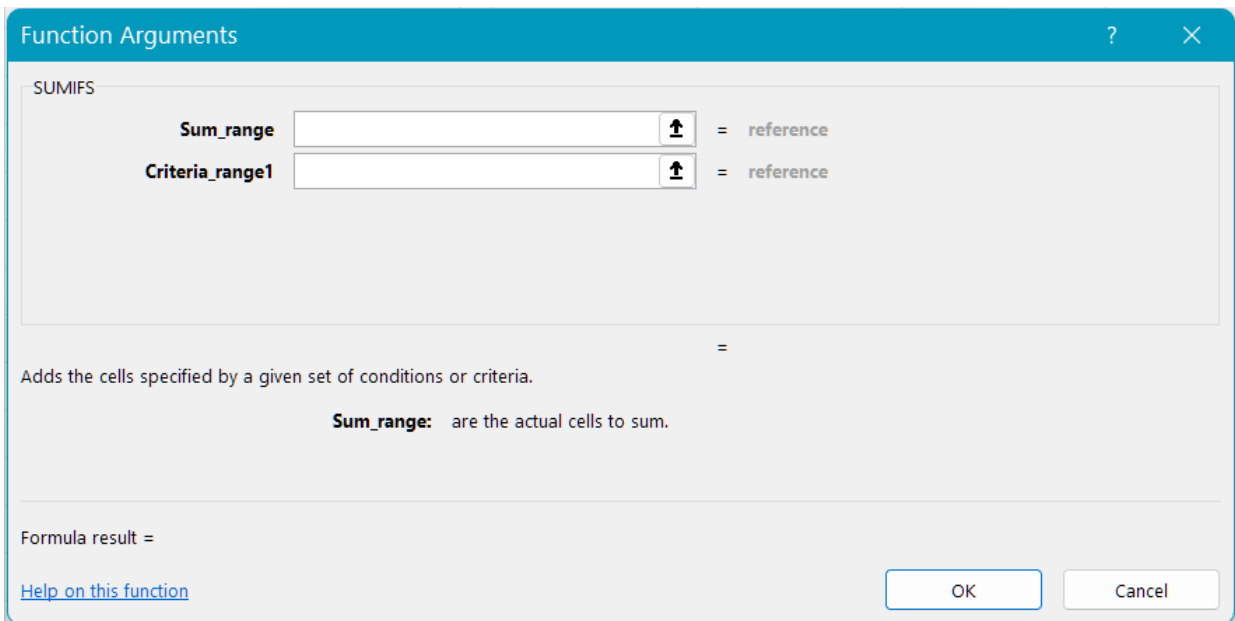 Function Arguments ? ×
SUMIFS
Sum_range = reference
Criteria_range1 = reference
=
Adds the cells specified by a given set of conditions or criteria.
Sum_range: are the actual cells to sum.
Formula result =
Help on this function OK Cancel